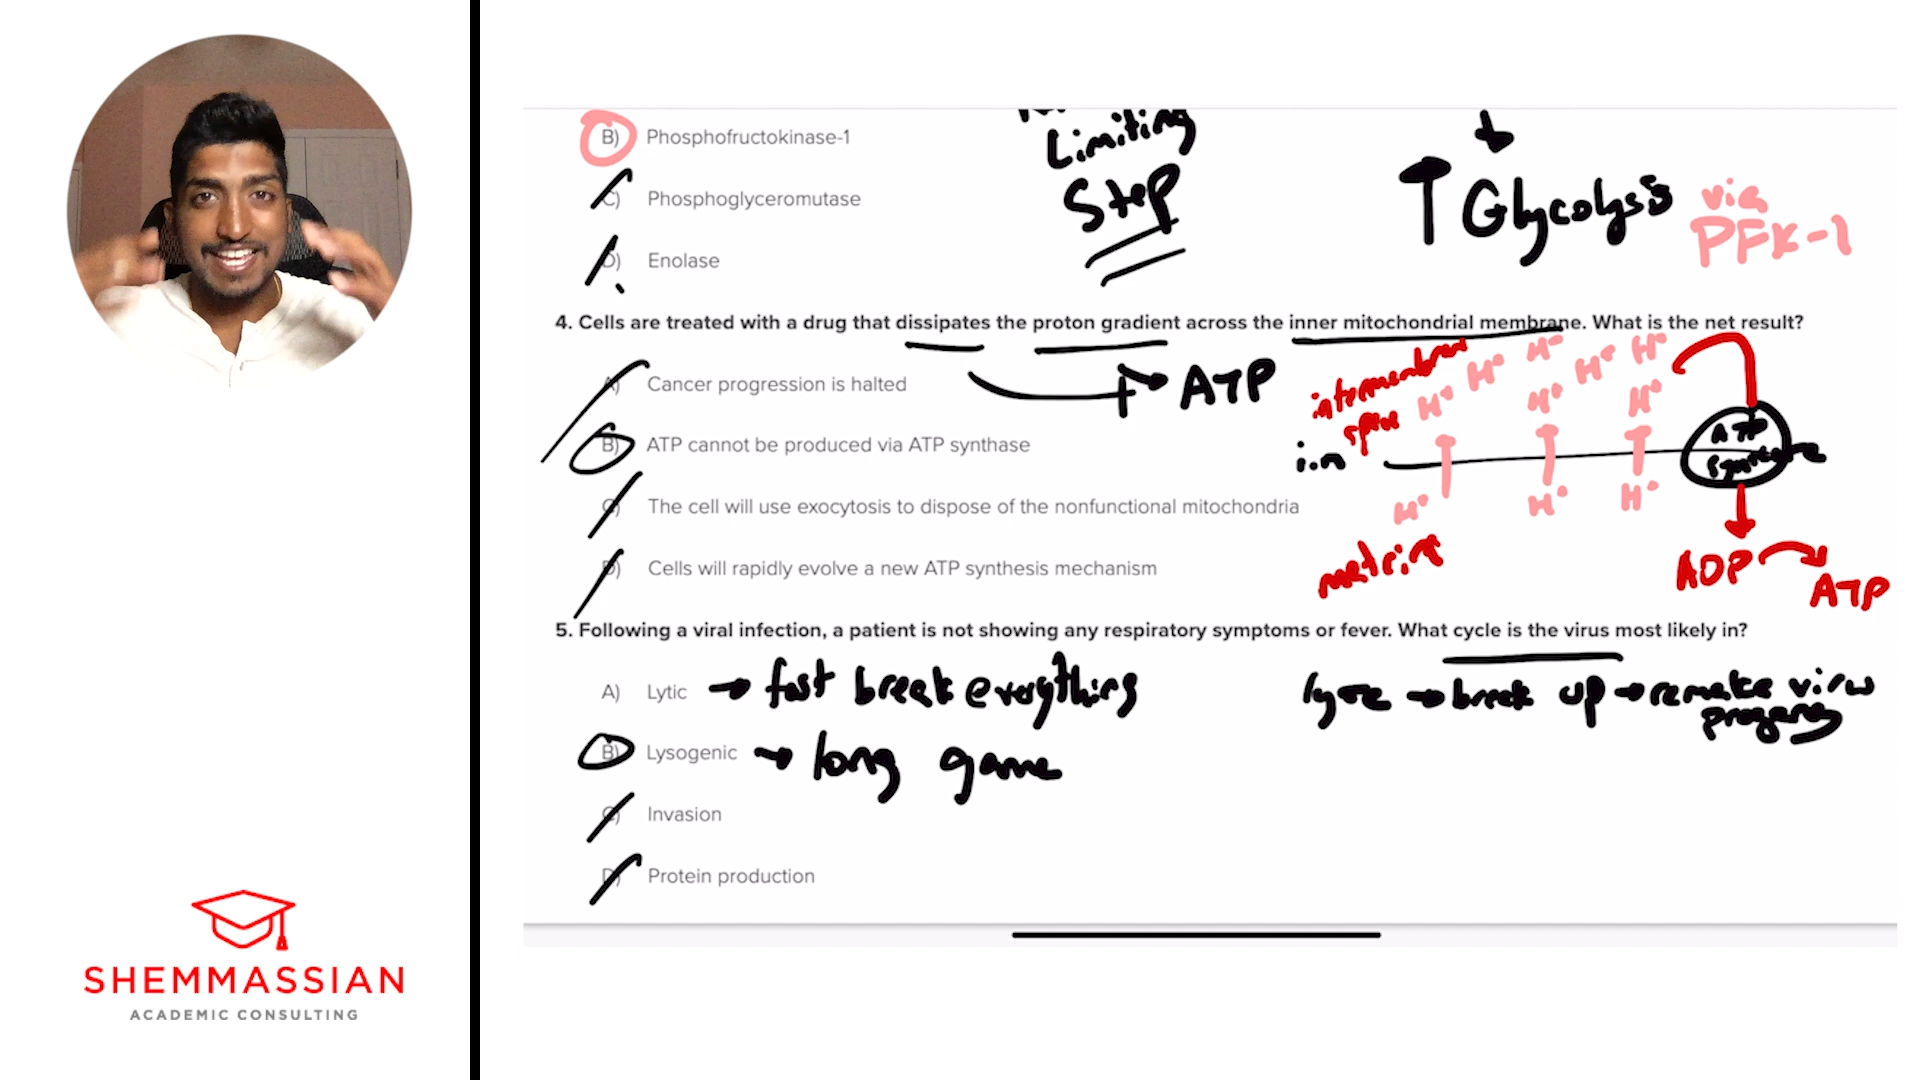 B) Phosphofructokinase-1
Limiting
Step
↑ Glycolysis
via
PFK-1
C) Phosphoglyceromutase
D) Enolase
4. Cells are treated with a drug that dissipates the proton gradient across the inner mitochondrial membrane. What is the net result?
A) Cancer progression is halted
ATP
intermembrane
space
H+ H+ H+ H+
H+ H+ H+
B) ATP cannot be produced via ATP synthase
i.m
ATP
synthase
C) The cell will use exocytosis to dispose of the nonfunctional mitochondria
H+ H+ H+
matrix
D) Cells will rapidly evolve a new ATP synthesis mechanism
ADP
ATP
5. Following a viral infection, a patient is not showing any respiratory symptoms or fever. What cycle is the virus most likely in?
A) Lytic → fast break everything
lyse → break up → remake virus
progeny
B) Lysogenic → long game
C) Invasion
D) Protein production
SHEMMASSIAN
ACADEMIC CONSULTING